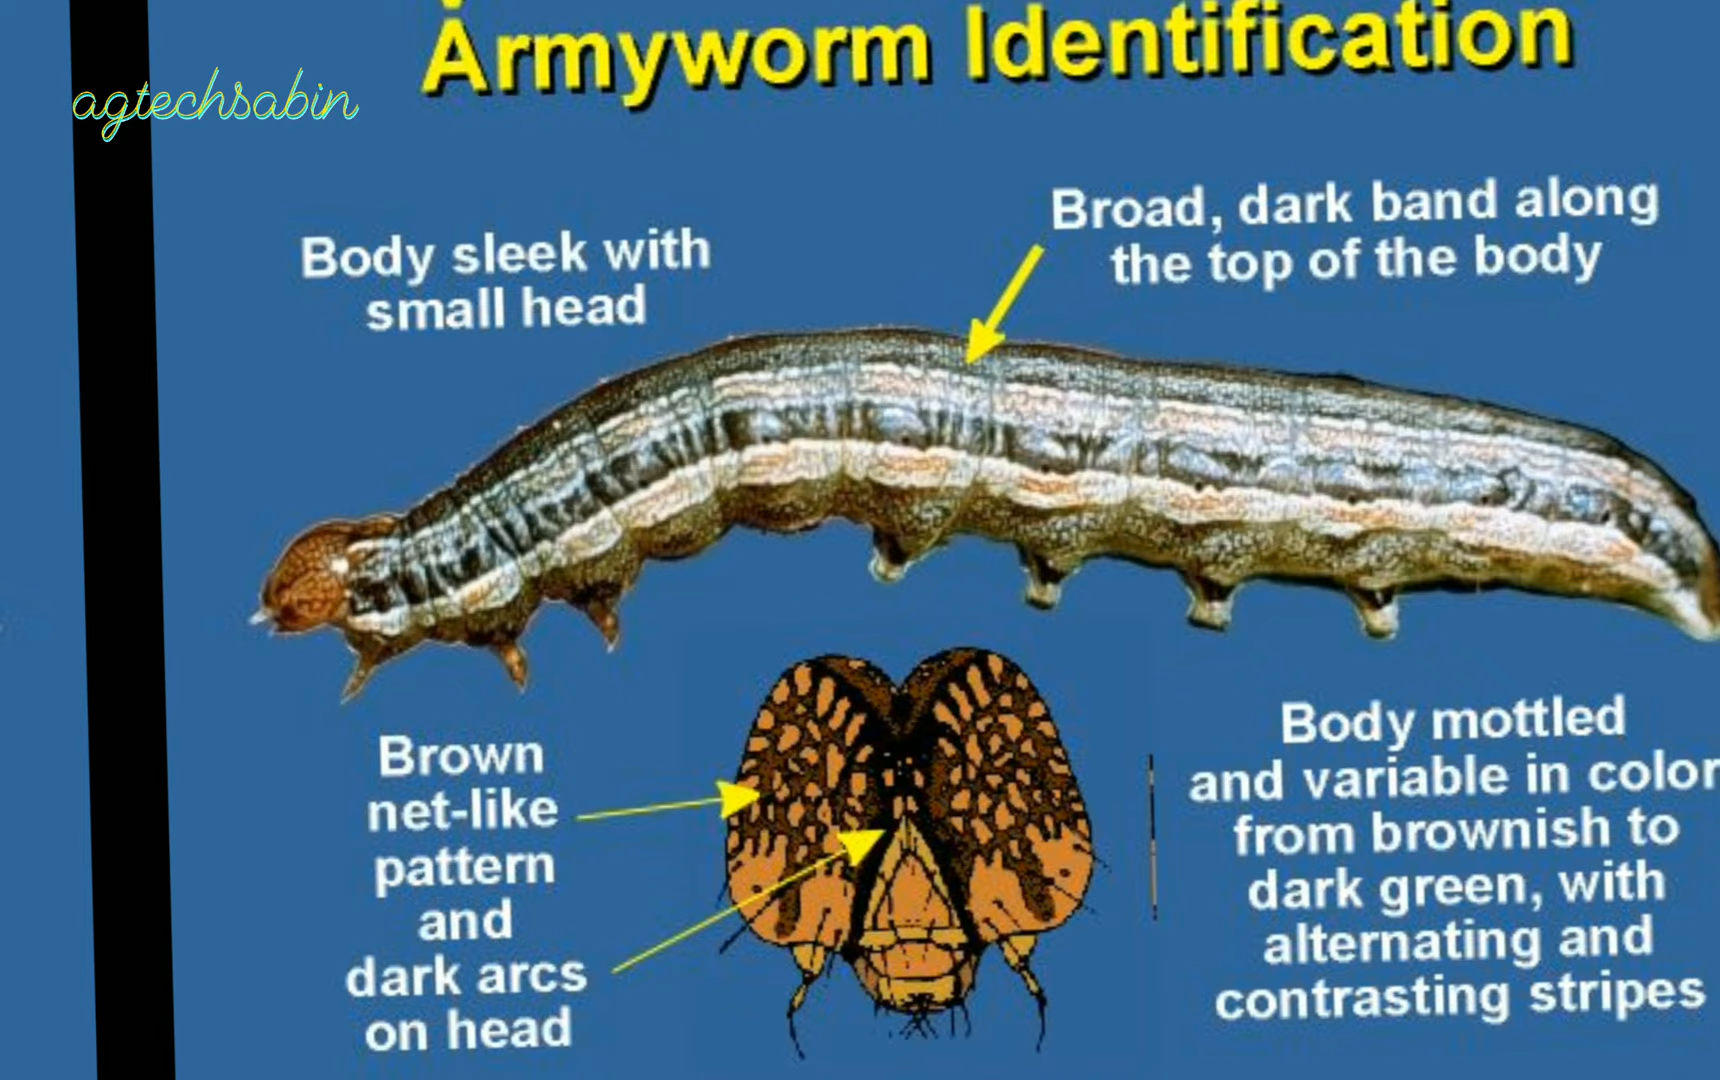 Armyworm Identification
agtechsabin
Body sleek with
small head
Broad, dark band along
the top of the body
Brown
net-like
pattern
and
dark arcs
on head
Body mottled
and variable in color
from brownish to
dark green, with
alternating and
contrasting stripes